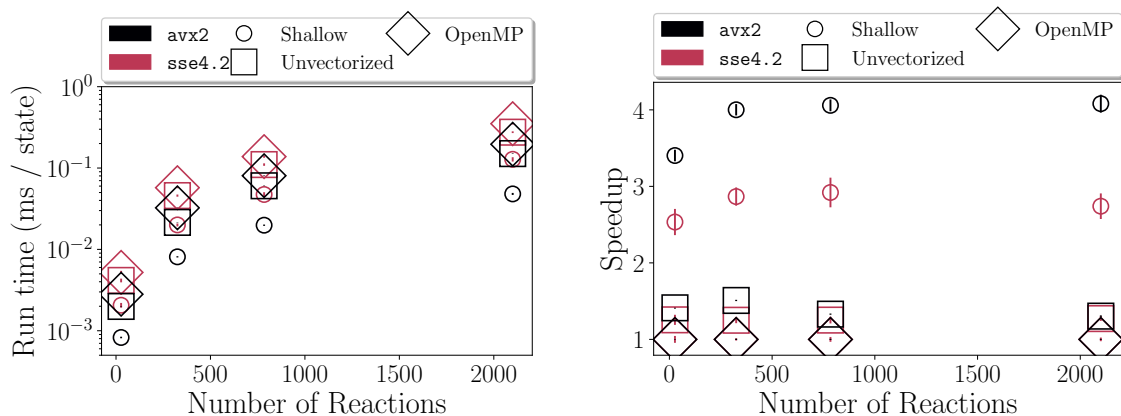 avx2 Shallow OpenMP
sse4.2 Unvectorized
Run time (ms / state)
10^0
10^-1
10^-2
10^-3
0 500 1000 1500 2000
Number of Reactions
avx2 Shallow OpenMP
sse4.2 Unvectorized
Speedup
4
3
2
1
0 500 1000 1500 2000
Number of Reactions